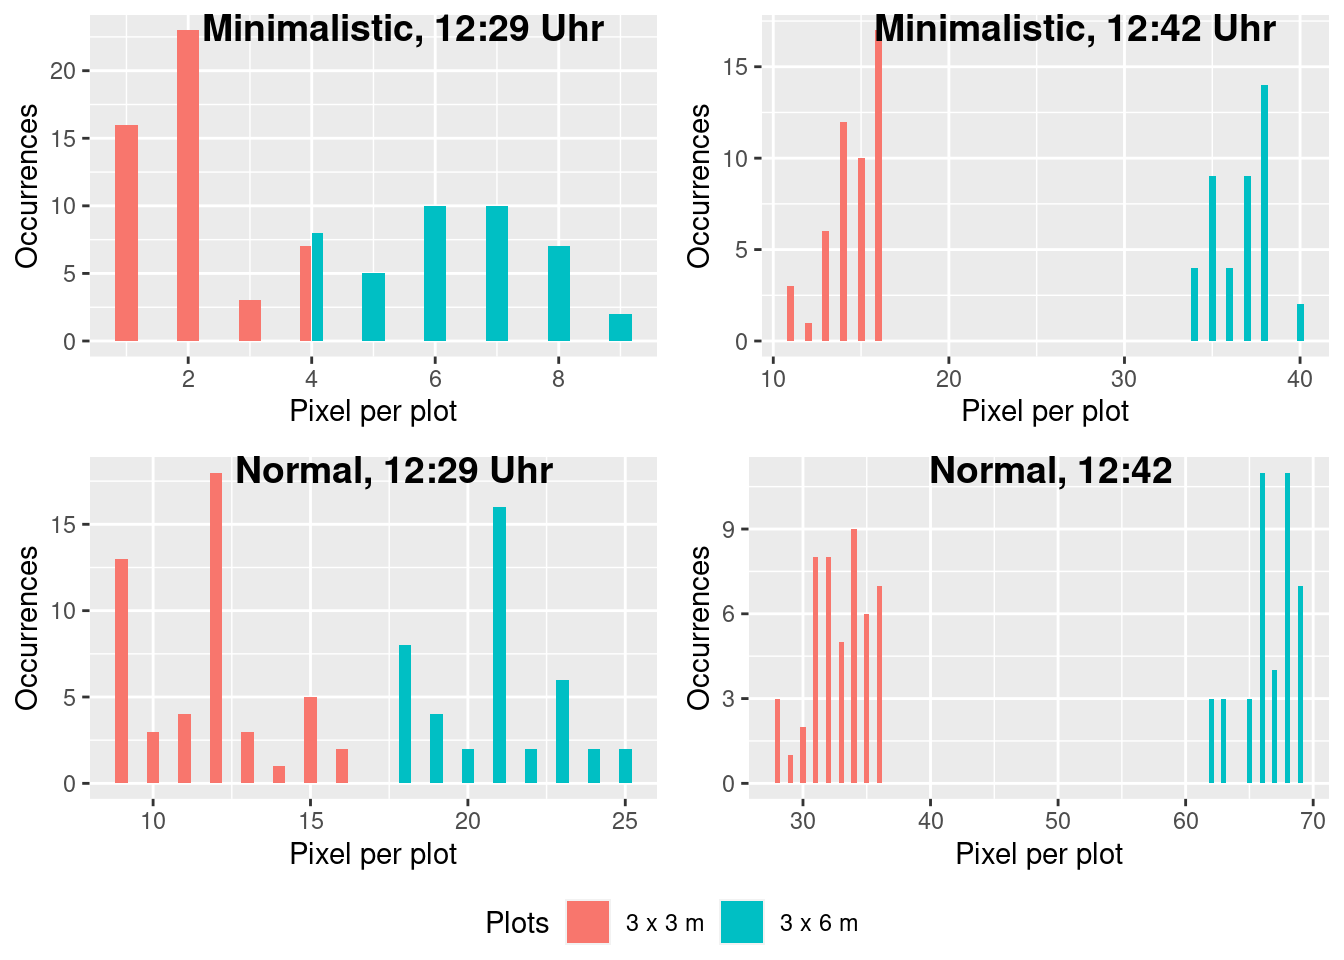 Minimalistic, 12:29 Uhr
Occurrences
20
15
10
5
0
2 4 6 8
Pixel per plot
Minimalistic, 12:42 Uhr
Occurrences
15
10
5
0
10 20 30 40
Pixel per plot
Normal, 12:29 Uhr
Occurrences
15
10
5
0
10 15 20 25
Pixel per plot
Normal, 12:42
Occurrences
9
6
3
0
30 40 50 60 70
Pixel per plot
Plots 3 x 3 m 3 x 6 m